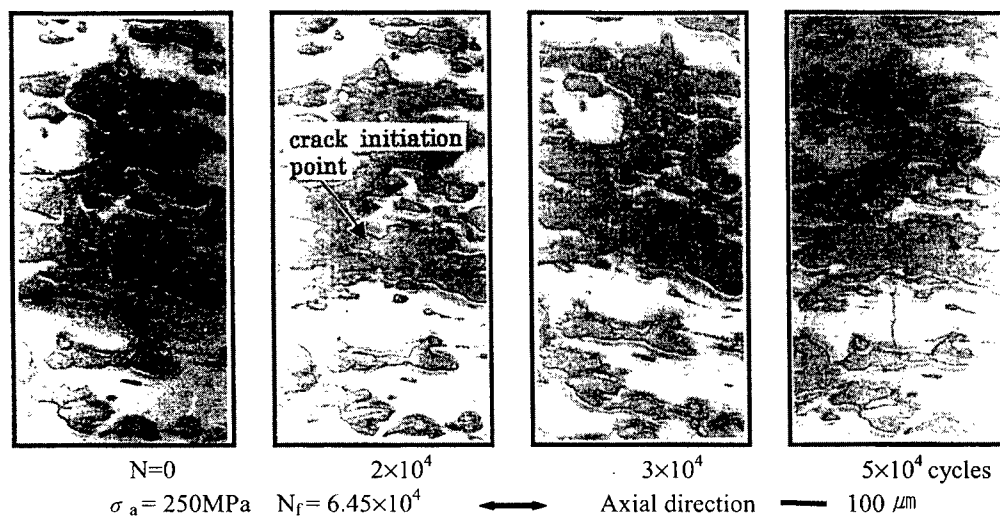 crack initiation
point
N=0 2×10⁴ 3×10⁴ 5×10⁴ cycles
σ a = 250MPa N_f = 6.45×10⁴ Axial direction 100 ㎛